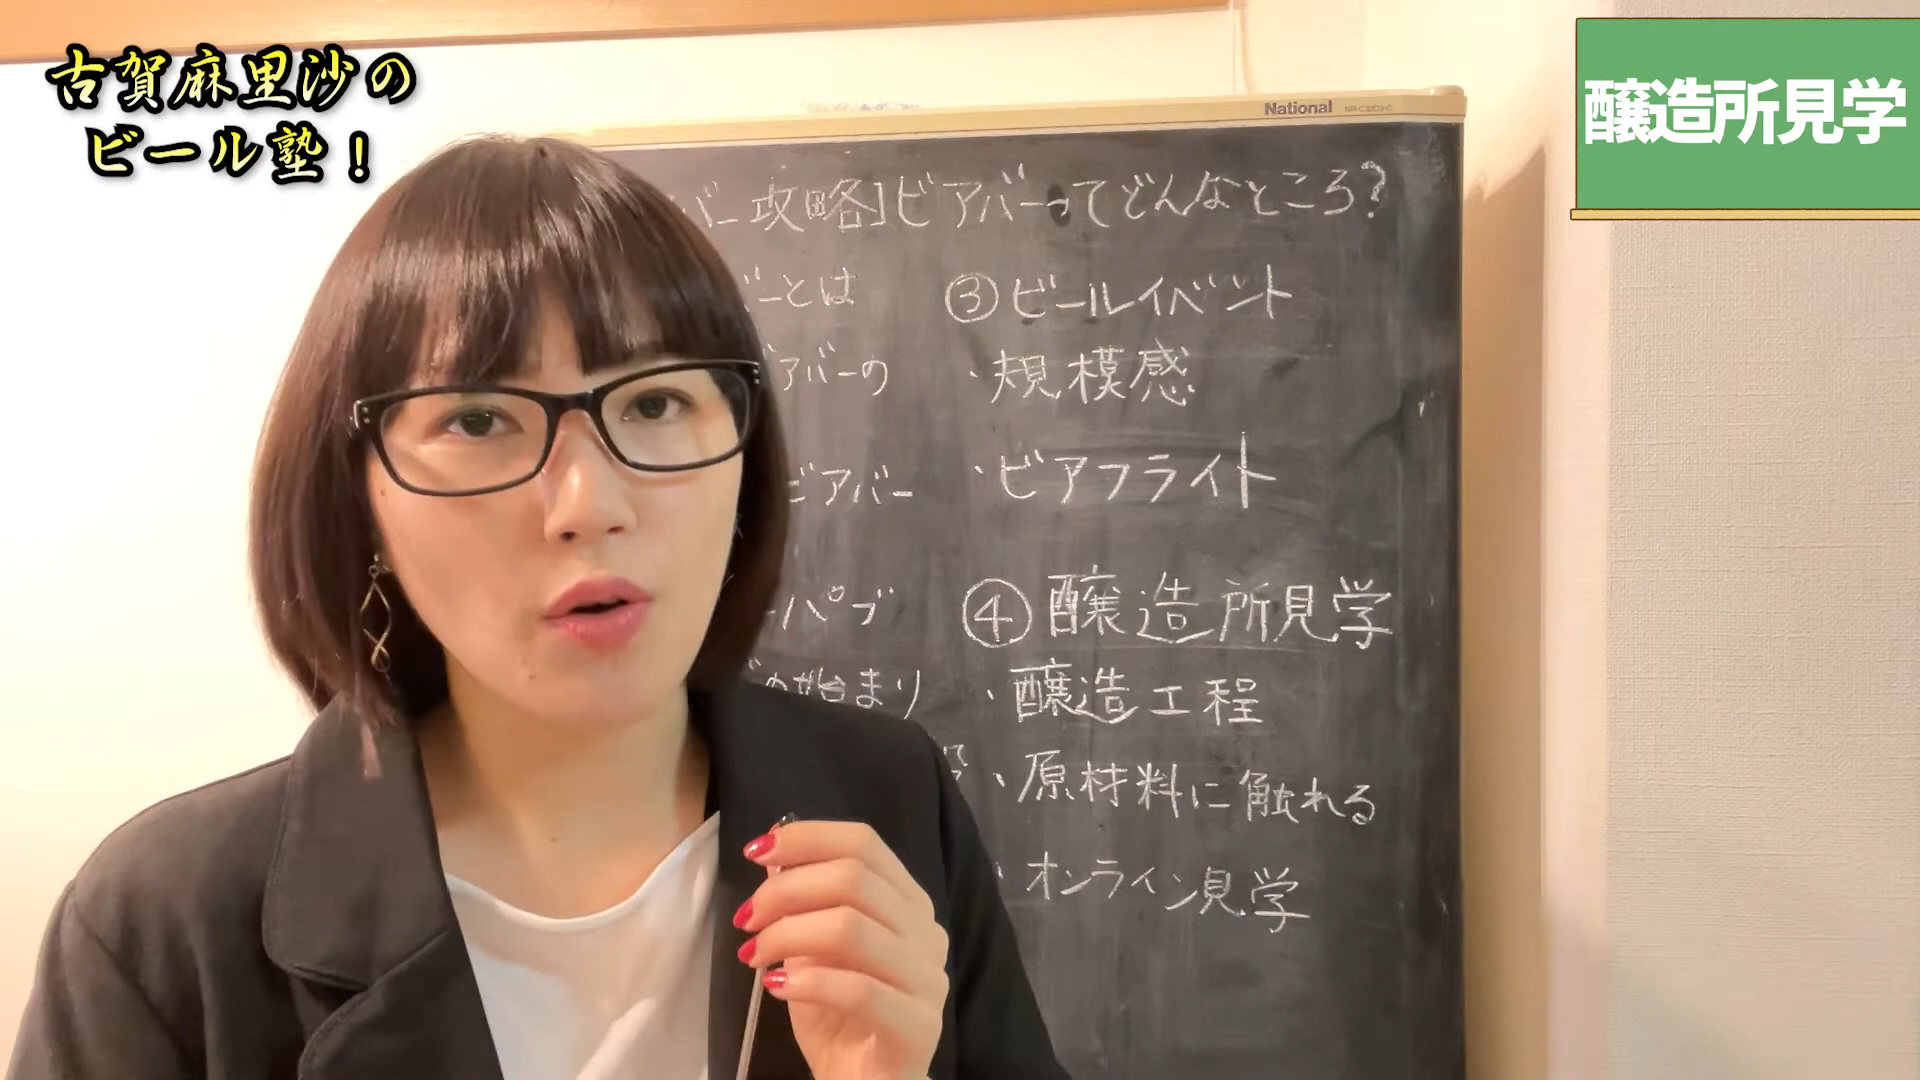 古賀麻里沙の
ビール塾！
醸造所見学
National
バー攻略]ビアバーってどんなところ?
とは
アバーの
ビアバー
パブ
の始まり
③ビールイベント
・規模感
・ビアフライト
④醸造所見学
・醸造工程
・原材料に触れる
・オンライン見学